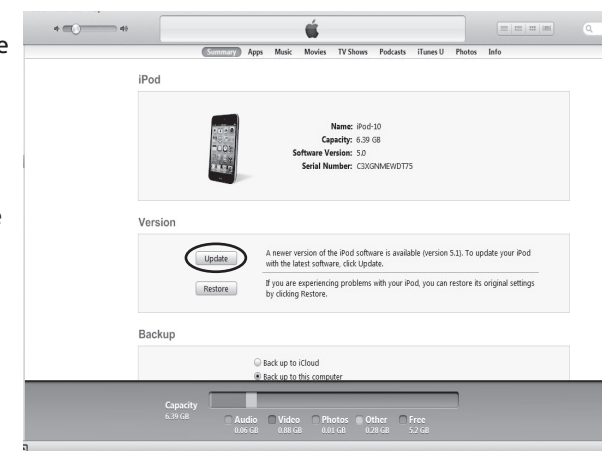 e
Summary Apps Music Movies TV Shows Podcasts iTunes U Photos Info
iPod
Name: iPod-10
Capacity: 6.39 GB
Software Version: 5.0
Serial Number: C3XGNMEWDT75
e
Version
Update
A newer version of the iPod software is available (version 5.1). To update your iPod
with the latest software, click Update.
Restore
If you are experiencing problems with your iPod, you can restore its original settings
by clicking Restore.
Backup
Back up to iCloud
Back up to this computer
Capacity
6.39 GB
Audio Video Photos Other Free
0.06 GB 0.08 GB 0.01 GB 0.28 GB 5.2 GB